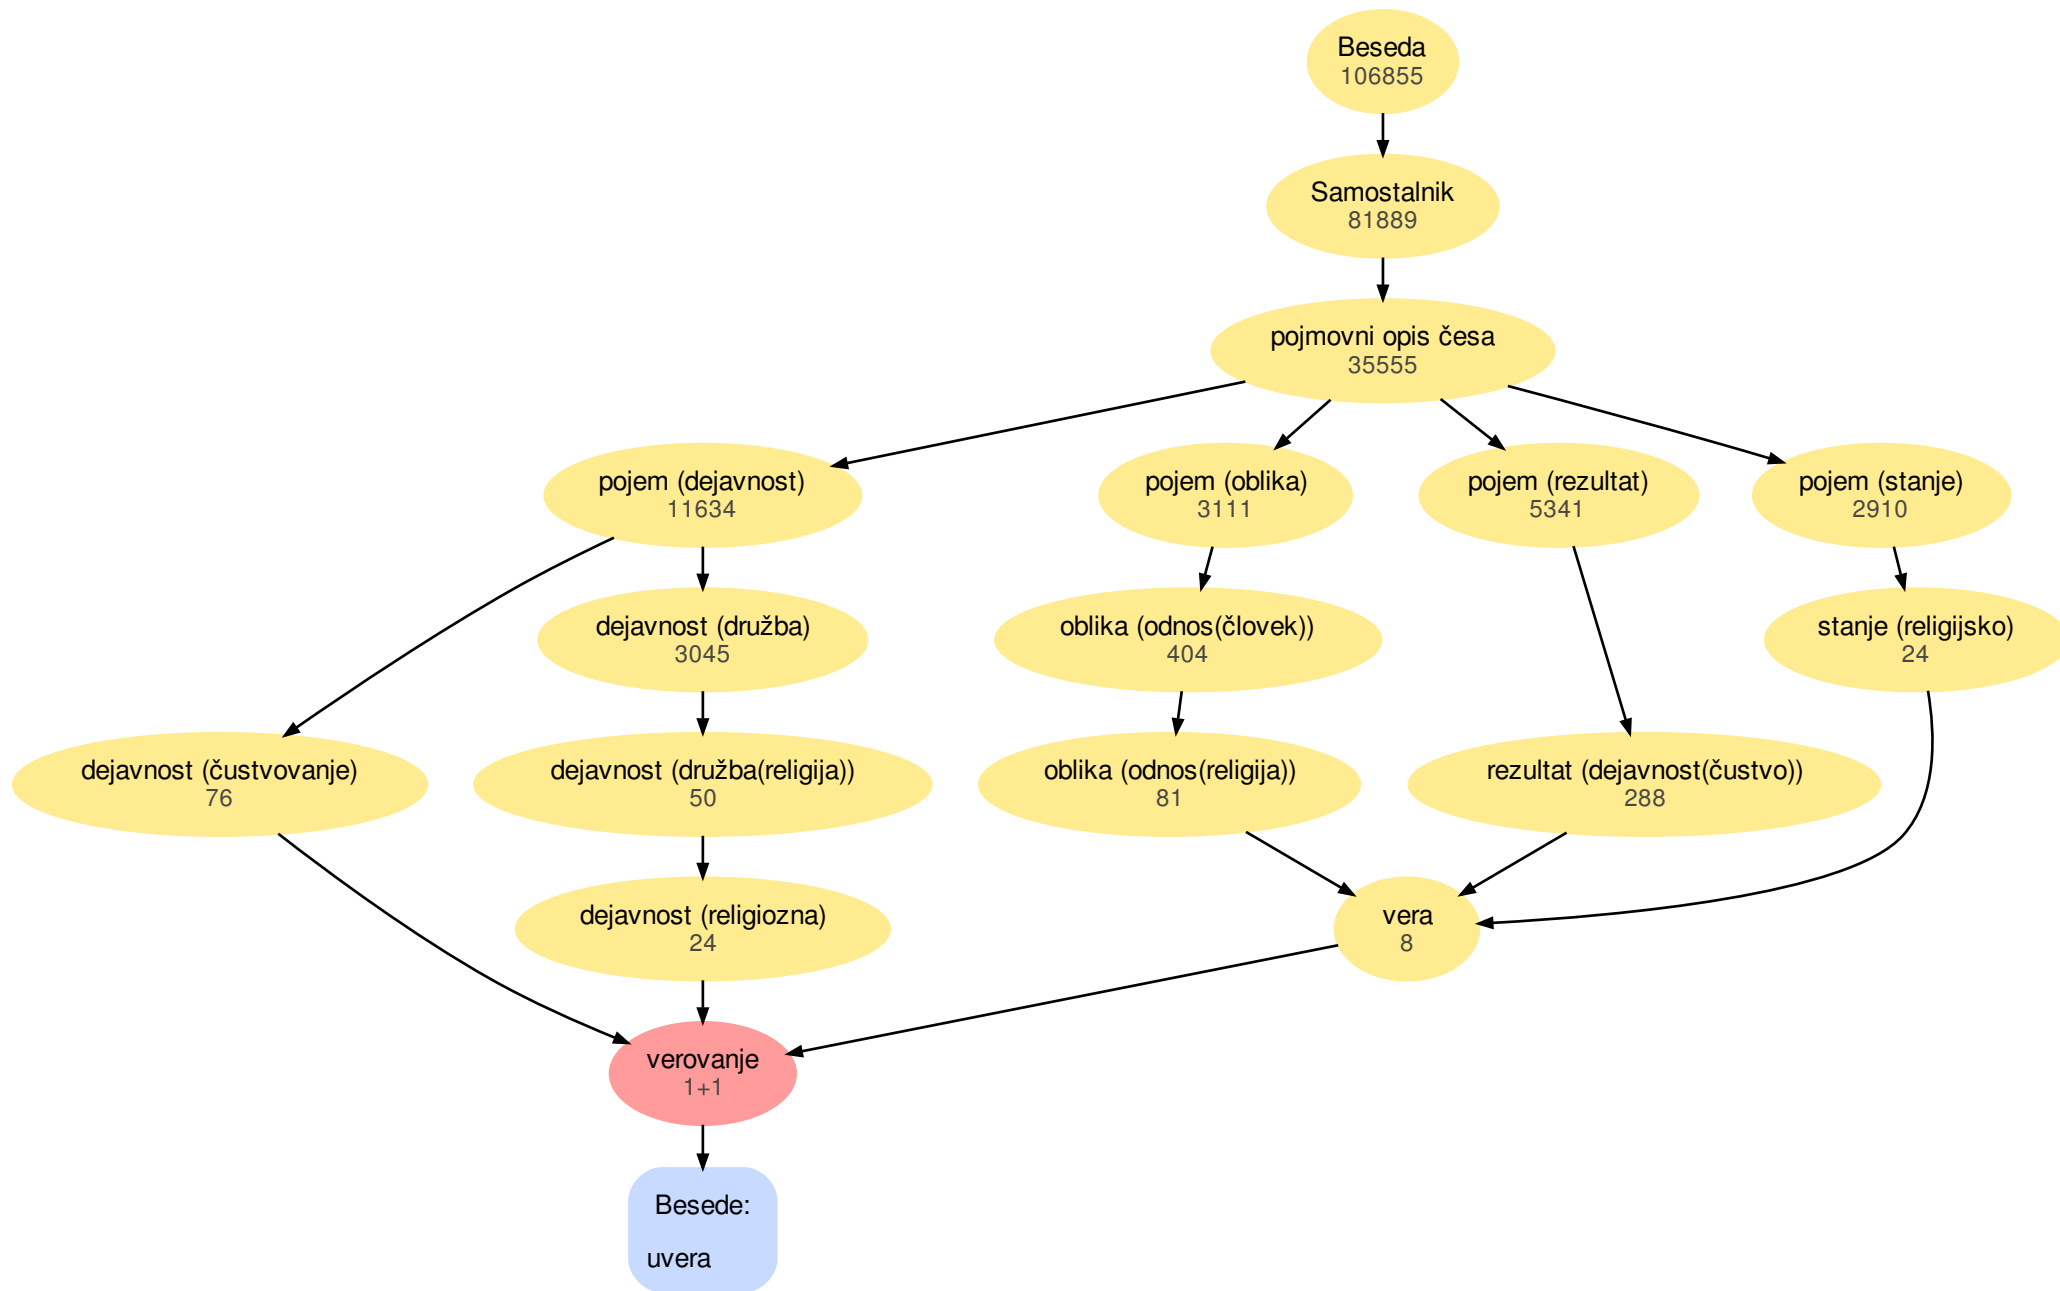 Beseda
106855
Samostalnik
81889
pojmovni opis česa
35555
pojem (dejavnost)
11634
pojem (oblika)
3111
pojem (rezultat)
5341
pojem (stanje)
2910
dejavnost (družba)
3045
oblika (odnos(človek))
404
stanje (religijsko)
24
dejavnost (čustvovanje)
76
dejavnost (družba(religija))
50
oblika (odnos(religija))
81
rezultat (dejavnost(čustvo))
288
dejavnost (religiozna)
24
vera
8
verovanje
1+1
Besede:
uvera